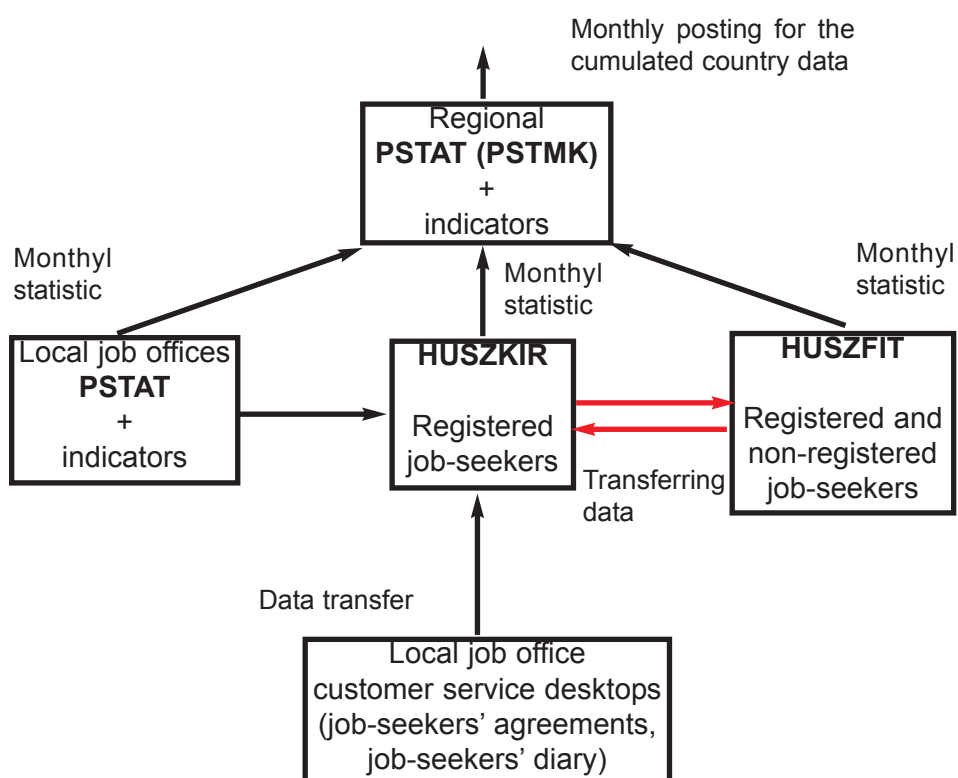 Monthly posting for the
cumulated country data
Regional
PSTAT (PSTMK)
+
indicators
Monthyl
statistic
Monthyl
statistic
Monthyl
statistic
Local job offices
PSTAT
+
indicators
HUSZKIR
Registered
job-seekers
HUSZFIT
Registered and
non-registered
job-seekers
Transferring
data
Data transfer
Local job office
customer service desktops
(job-seekers’ agreements,
job-seekers’ diary)